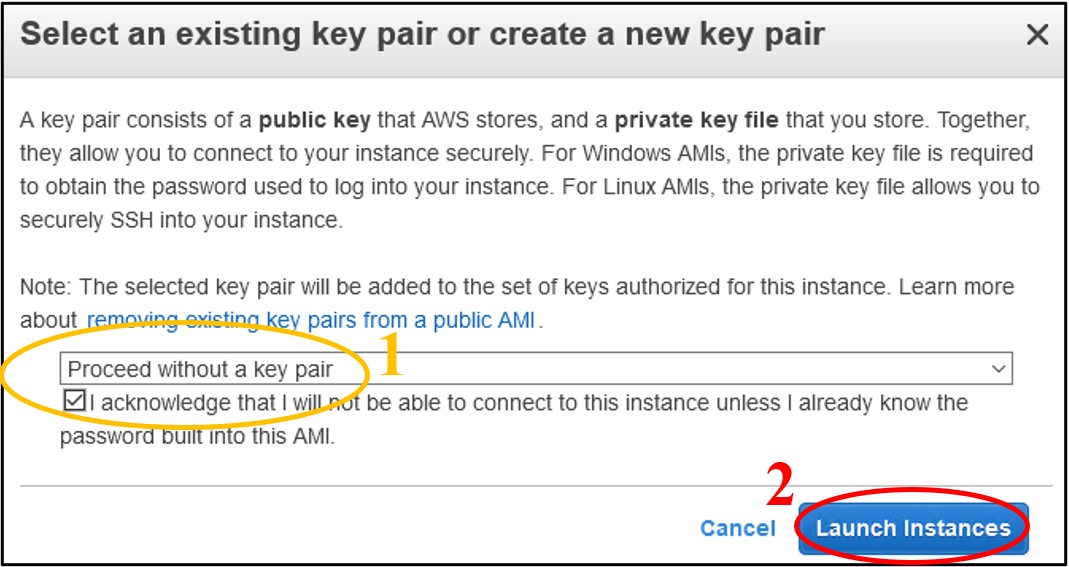 Select an existing key pair or create a new key pair
A key pair consists of a public key that AWS stores, and a private key file that you store. Together,
they allow you to connect to your instance securely. For Windows AMIs, the private key file is required
to obtain the password used to log into your instance. For Linux AMIs, the private key file allows you to
securely SSH into your instance.
Note: The selected key pair will be added to the set of keys authorized for this instance. Learn more
about removing existing key pairs from a public AMI.
1
Proceed without a key pair
I acknowledge that I will not be able to connect to this instance unless I already know the
password built into this AMI.
2
Cancel Launch Instances